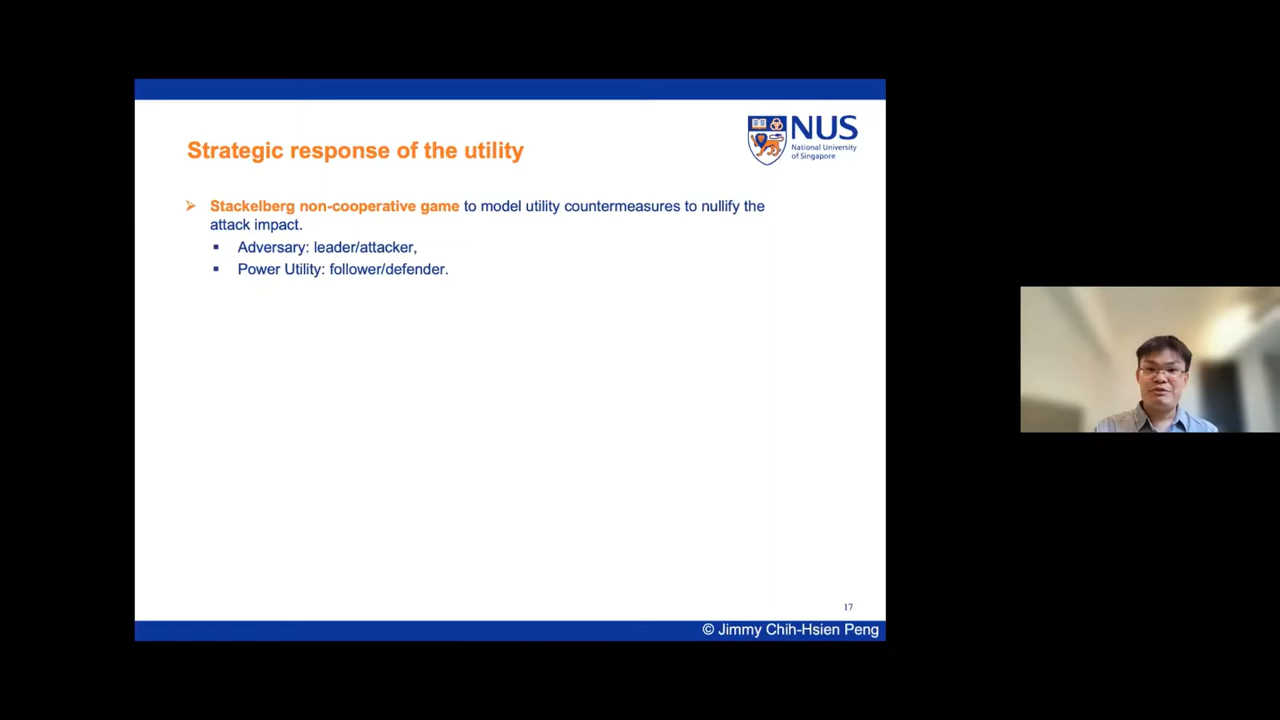 NUS
National University
of Singapore
Strategic response of the utility
➢ Stackelberg non-cooperative game to model utility countermeasures to nullify the
attack impact.
▪ Adversary: leader/attacker,
▪ Power Utility: follower/defender.
17
© Jimmy Chih-Hsien Peng